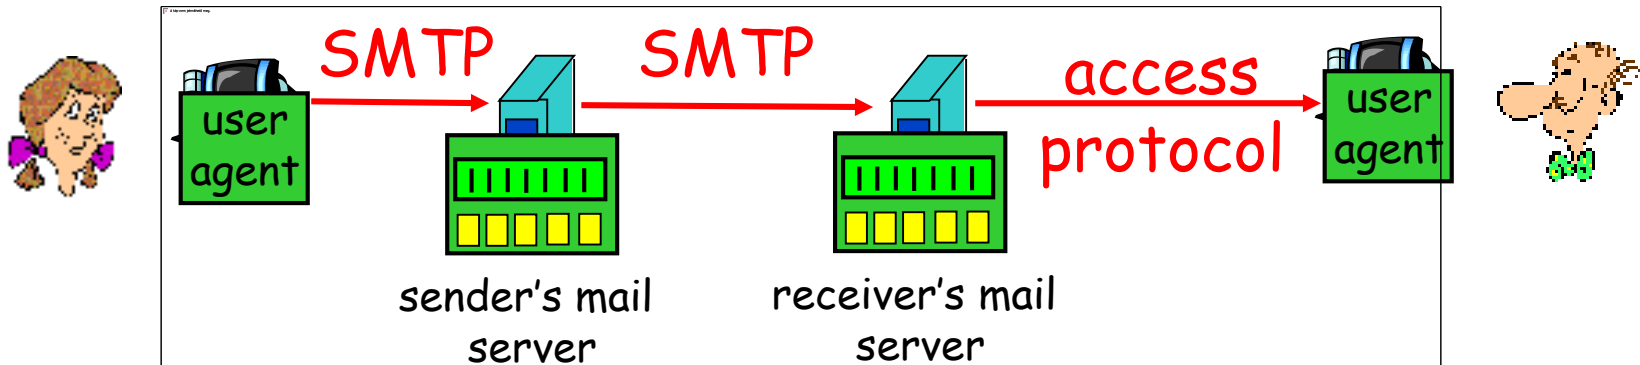 SMTP
SMTP
access
protocol
user
agent
user
agent
sender's mail
server
receiver's mail
server